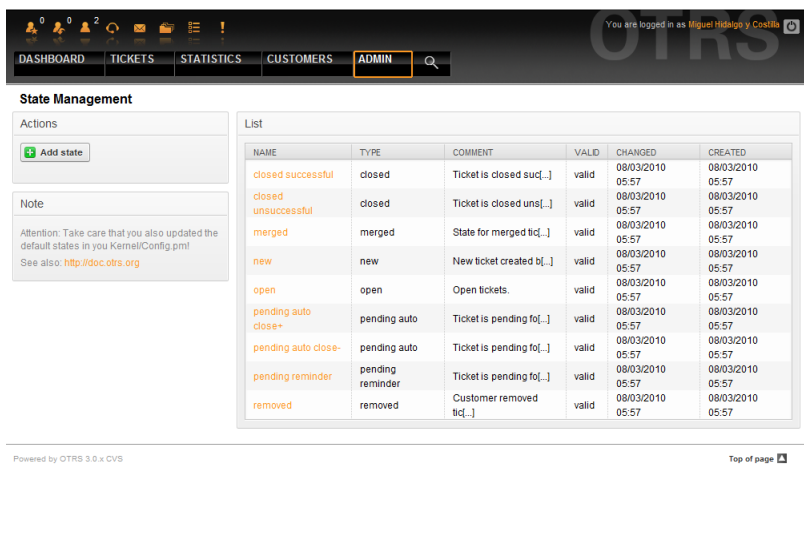 OTRS
0 0 2
You are logged in as Miguel Hidalgo y Costilla
DASHBOARD TICKETS STATISTICS CUSTOMERS ADMIN
State Management
Actions
Add state
Note
Attention: Take care that you also updated the
default states in you Kernel/Config.pm!
See also: http://doc.otrs.org
List
NAME TYPE COMMENT VALID CHANGED CREATED
closed successful closed Ticket is closed suc[...] valid 08/03/2010 05:57 08/03/2010 05:57
closed unsuccessful closed Ticket is closed uns[...] valid 08/03/2010 05:57 08/03/2010 05:57
merged merged State for merged tic[...] valid 08/03/2010 05:57 08/03/2010 05:57
new new New ticket created b[...] valid 08/03/2010 05:57 08/03/2010 05:57
open open Open tickets. valid 08/03/2010 05:57 08/03/2010 05:57
pending auto close+ pending auto Ticket is pending fo[...] valid 08/03/2010 05:57 08/03/2010 05:57
pending auto close- pending auto Ticket is pending fo[...] valid 08/03/2010 05:57 08/03/2010 05:57
pending reminder pending reminder Ticket is pending fo[...] valid 08/03/2010 05:57 08/03/2010 05:57
removed removed Customer removed tic[...] valid 08/03/2010 05:57 08/03/2010 05:57
Powered by OTRS 3.0.x CVS
Top of page